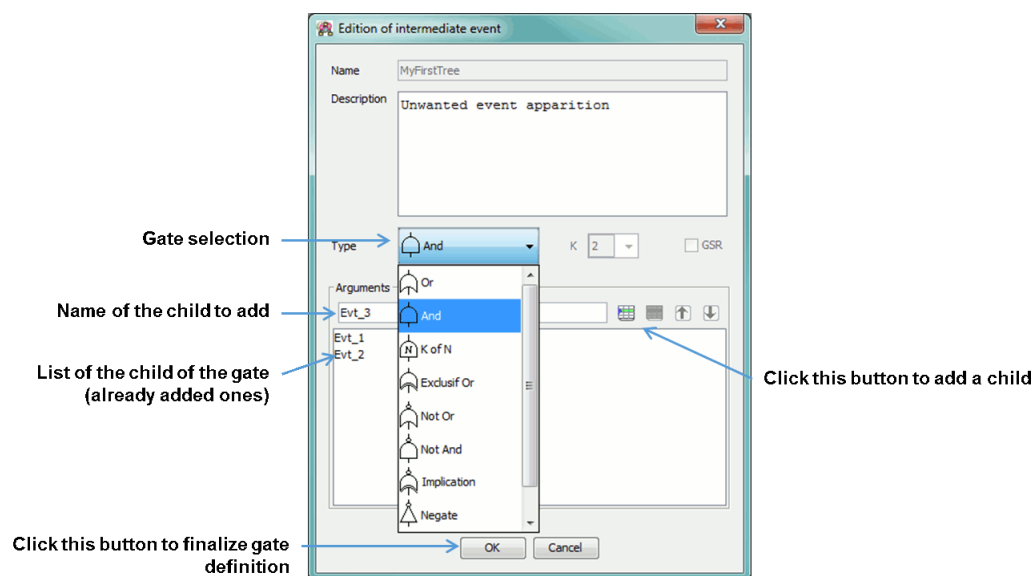 Edition of intermediate event
Name
MyFirstTree
Description
Unwanted event apparition
Gate selection
Type
And
K
2
GSR
Or
Arguments
Name of the child to add
Evt_3
And
Evt_1
N
K of N
Evt_2
List of the child of the gate
(already added ones)
Click this button to add a child
Exclusif Or
Not Or
Not And
Implication
Negate
Click this button to finalize gate
definition
OK
Cancel